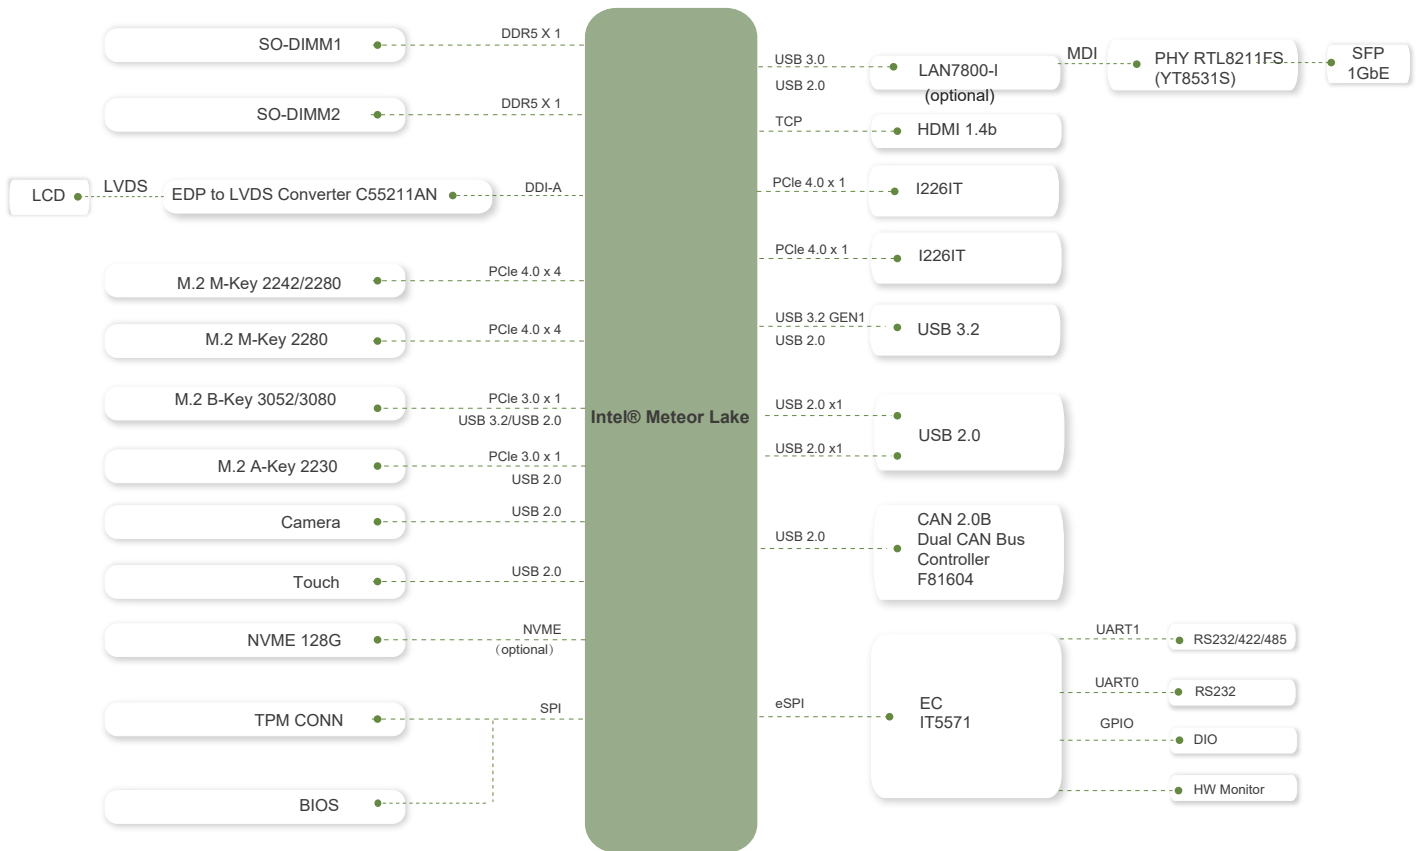 SO-DIMM1
DDR5 X 1
SO-DIMM2
DDR5 X 1
LCD
LVDS
EDP to LVDS Converter C55211AN
DDI-A
M.2 M-Key 2242/2280
PCIe 4.0 x 4
M.2 M-Key 2280
PCIe 4.0 x 4
M.2 B-Key 3052/3080
PCIe 3.0 x 1
USB 3.2/USB 2.0
M.2 A-Key 2230
PCIe 3.0 x 1
USB 2.0
Camera
USB 2.0
Touch
USB 2.0
NVME 128G
NVME
(optional)
TPM CONN
SPI
BIOS
Intel® Meteor Lake
USB 3.0
USB 2.0
LAN7800-I
(optional)
MDI
PHY RTL8211FS
(YT8531S)
SFP
1GbE
TCP
HDMI 1.4b
PCIe 4.0 x 1
I226IT
PCIe 4.0 x 1
I226IT
USB 3.2 GEN1
USB 2.0
USB 3.2
USB 2.0 x1
USB 2.0 x1
USB 2.0
USB 2.0
CAN 2.0B
Dual CAN Bus
Controller
F81604
eSPI
EC
IT5571
UART1
RS232/422/485
UART0
RS232
GPIO
DIO
HW Monitor